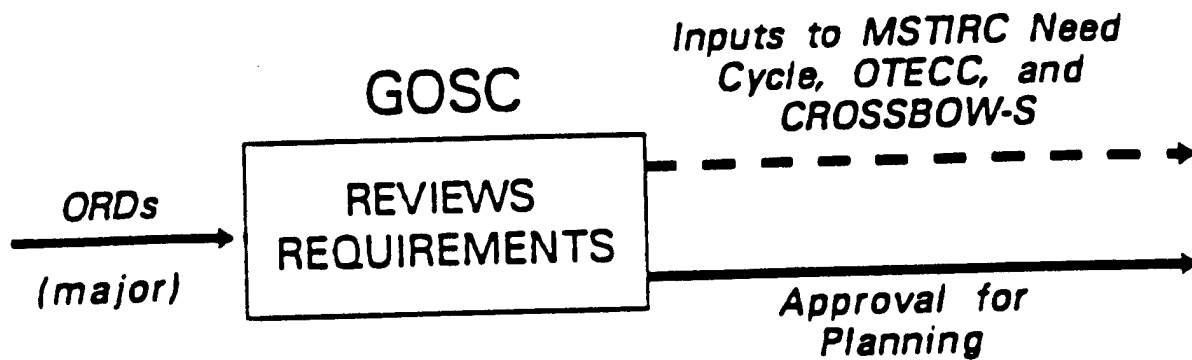 Inputs to MSTIRC Need
Cycle, OTECC, and
CROSSBOW-S
GOSC
ORDs
(major)
REVIEWS
REQUIREMENTS
Approval for
Planning